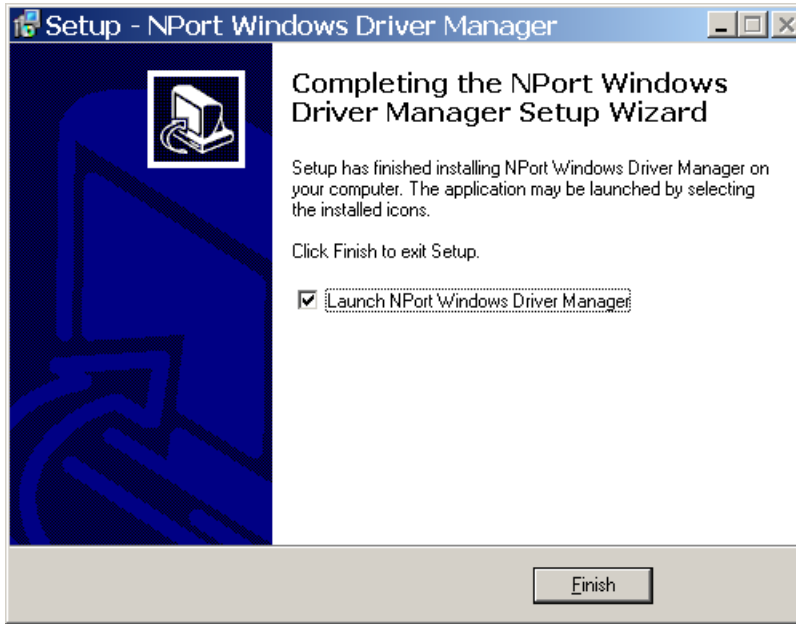 Setup - NPort Windows Driver Manager
Completing the NPort Windows
Driver Manager Setup Wizard
Setup has finished installing NPort Windows Driver Manager on
your computer. The application may be launched by selecting
the installed icons.
Click Finish to exit Setup.
Launch NPort Windows Driver Manager
Finish